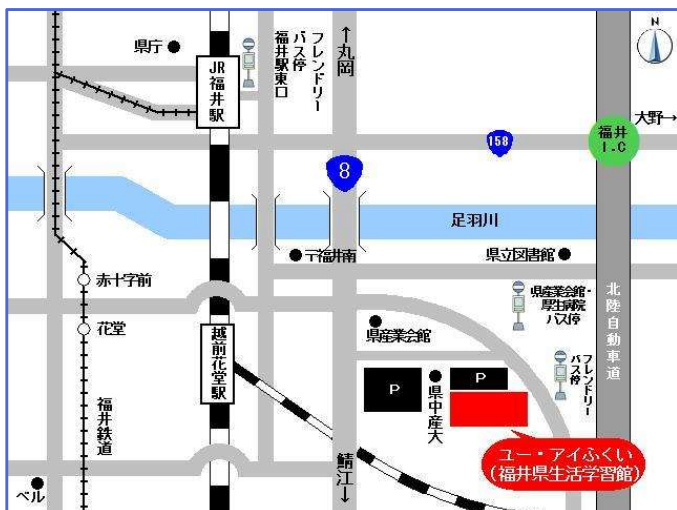 県庁
JR福井駅
フレンドリー
バス停
福井駅東口
↑丸岡
N
大野→
福井
I.C
158
8
足羽川
〒福井南
県立図書館
赤十字前
花堂
福井鉄道
ベル
越前花堂駅
県産業会館
県産業会館・
厚生病院
バス停
北陸自動車道
フレンドリー
バス停
P
P
県中産大
鯖江↓
ユー・アイふくい
(福井県生活学習館)